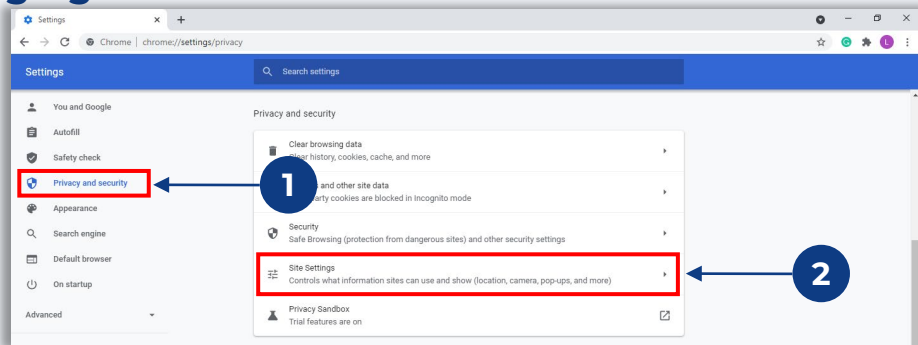 Settings
Chrome | chrome://settings/privacy
L
Settings
Search settings
You and Google
Autofill
Safety check
Privacy and security
Appearance
Search engine
Default browser
On startup
Advanced
Privacy and security
Clear browsing data
Clear history, cookies, cache, and more
and other site data
cookies are blocked in Incognito mode
Security
Safe Browsing (protection from dangerous sites) and other security settings
Site Settings
Controls what information sites can use and show (location, camera, pop-ups, and more)
Privacy Sandbox
Trial features are on
1
2